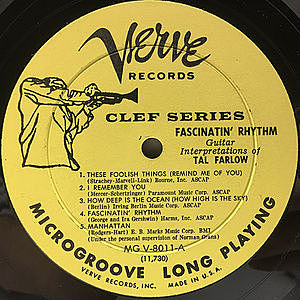 Verve
RECORDS
CLEF SERIES
FASCINATIN' RHYTHM
Guitar
Interpretations of
TAL FARLOW
1. THESE FOOLISH THINGS (REMIND ME OF YOU)
(Strachey-Marvell-Link) Bourne, Inc. ASCAP
2. I REMEMBER YOU
(Mercer-Schertzinger) Paramount Music Corp. ASCAP
3. HOW DEEP IS THE OCEAN (HOW HIGH IS THE SKY)
(Berlin) Irving Berlin Music Corp. ASCAP
4. FASCINATIN' RHYTHM
(George and Ira Gershwin) Harms, Inc. ASCAP
5. MANHATTAN
(Rodgers-Hart) E. B. Marks Music Corp. BMI)
(Under the personal supervision of Norman Granz)
MG V-8011-A
(11,730)
MICROGROOVE LONG PLAYING
VERVE RECORDS, INC. MADE IN U.S.A.